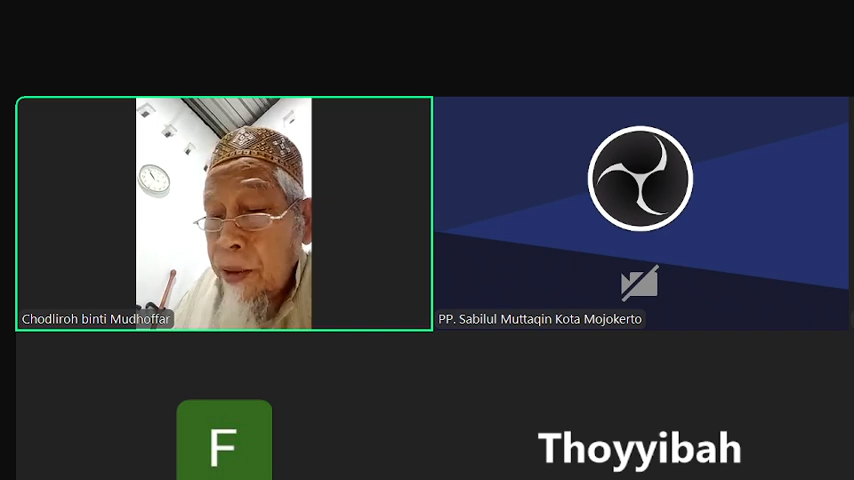 Chodliroh binti Mudhoffar
PP. Sabilul Muttaqin Kota Mojokerto
F
Thoyyibah